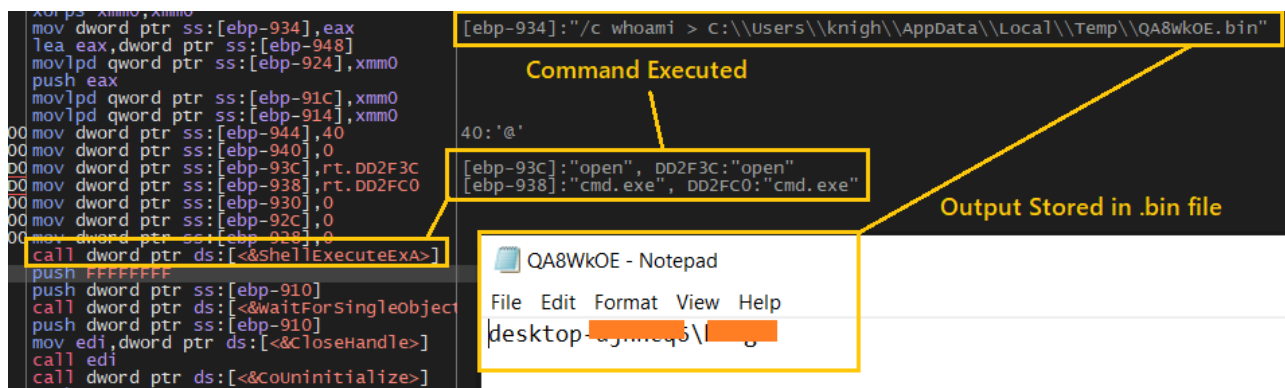 mov dword ptr ss:[ebp-934],eax [ebp-934]:"/c whoami > C:\\Users\\knigh\\AppData\\Local\\Temp\\QA8WkOE.bin"
lea eax,dword ptr ss:[ebp-948]
movlpd qword ptr ss:[ebp-924],xmm0
Command Executed
push eax
movlpd qword ptr ss:[ebp-91C],xmm0
movlpd qword ptr ss:[ebp-914],xmm0
00 mov dword ptr ss:[ebp-944],40 40:'@'
00 mov dword ptr ss:[ebp-940],0
D0 mov dword ptr ss:[ebp-93C],rt.DD2F3C [ebp-93C]:"open", DD2F3C:"open"
D0 mov dword ptr ss:[ebp-938],rt.DD2FC0 [ebp-938]:"cmd.exe", DD2FC0:"cmd.exe"
00 mov dword ptr ss:[ebp-930],0
00 mov dword ptr ss:[ebp-92C],0
Output Stored in .bin file
00 mov dword ptr ss:[ebp-928],0
call dword ptr ds:[<&ShellExecuteExA>]
push FFFFFFFF
push dword ptr ss:[ebp-910]
call dword ptr ds:[<&WaitForSingleObject
push dword ptr ss:[ebp-910]
mov edi,dword ptr ds:[<&CloseHandle>]
call edi
call dword ptr ds:[<&CoUninitialize>]
QA8WkOE - Notepad
File Edit Format View Help
desktop-